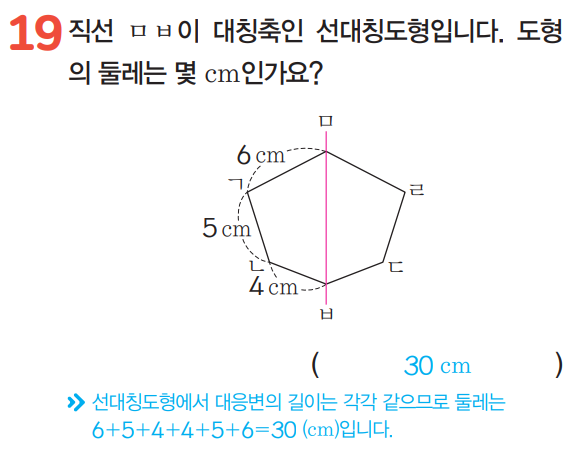 19 직선 ㅁㅂ이 대칭축인 선대칭도형입니다. 도형
의 둘레는 몇 cm인가요?
ㅁ
6 cm
ㄱ
ㄹ
5 cm
ㄴ
ㄷ
4 cm
ㅂ
( 30 cm )
선대칭도형에서 대응변의 길이는 각각 같으므로 둘레는
6+5+4+4+5+6=30 (cm)입니다.